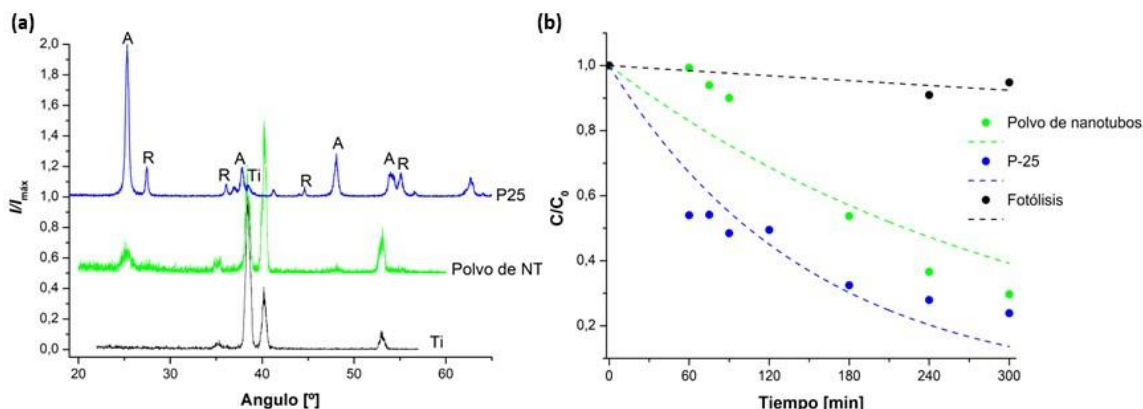 (a)
I/I máx
2,0
1,8
1,6
1,4
1,2
1,0
0,8
0,6
0,4
0,2
0,0
A
R
R
A
Ti
R
A
A
R
P25
Polvo de NT
Ti
20 30 40 50 60
Angulo [º]
(b)
C/C0
1,0
0,8
0,6
0,4
0,2
0 60 120 180 240 300
Tiempo [min]
Polvo de nanotubos
P-25
Fotólisis